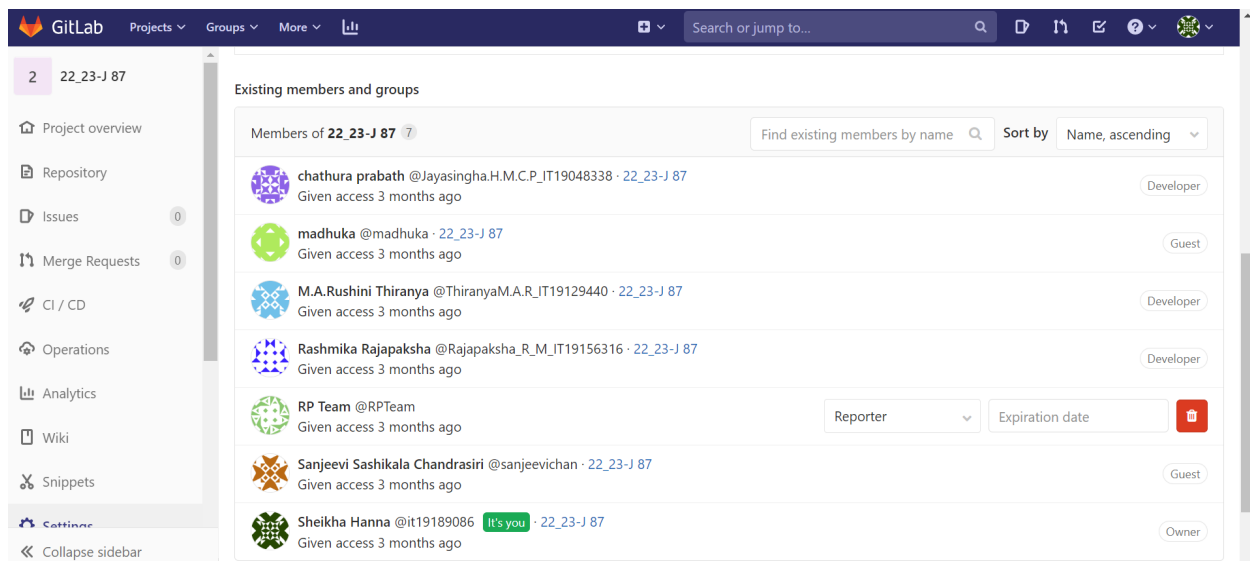 GitLab Projects Groups More Search or jump to...
2 22_23-J 87
Project overview
Repository
Issues 0
Merge Requests 0
CI / CD
Operations
Analytics
Wiki
Snippets
Settings
Collapse sidebar
Existing members and groups
Members of 22_23-J 87 7 Find existing members by name Sort by Name, ascending
chathura prabath @Jayasingha.H.M.C.P_IT19048338 · 22_23-J 87
Given access 3 months ago
Developer
madhuka @madhuka · 22_23-J 87
Given access 3 months ago
Guest
M.A.Rushini Thiranya @ThiranyaM.A.R_IT19129440 · 22_23-J 87
Given access 3 months ago
Developer
Rashmika Rajapaksha @Rajapaksha_R_M_IT19156316 · 22_23-J 87
Given access 3 months ago
Developer
RP Team @RPTeam
Given access 3 months ago
Reporter Expiration date
Sanjeevi Sashikala Chandrasiri @sanjeevichan · 22_23-J 87
Given access 3 months ago
Guest
Sheikha Hanna @it19189086 It's you · 22_23-J 87
Given access 3 months ago
Owner